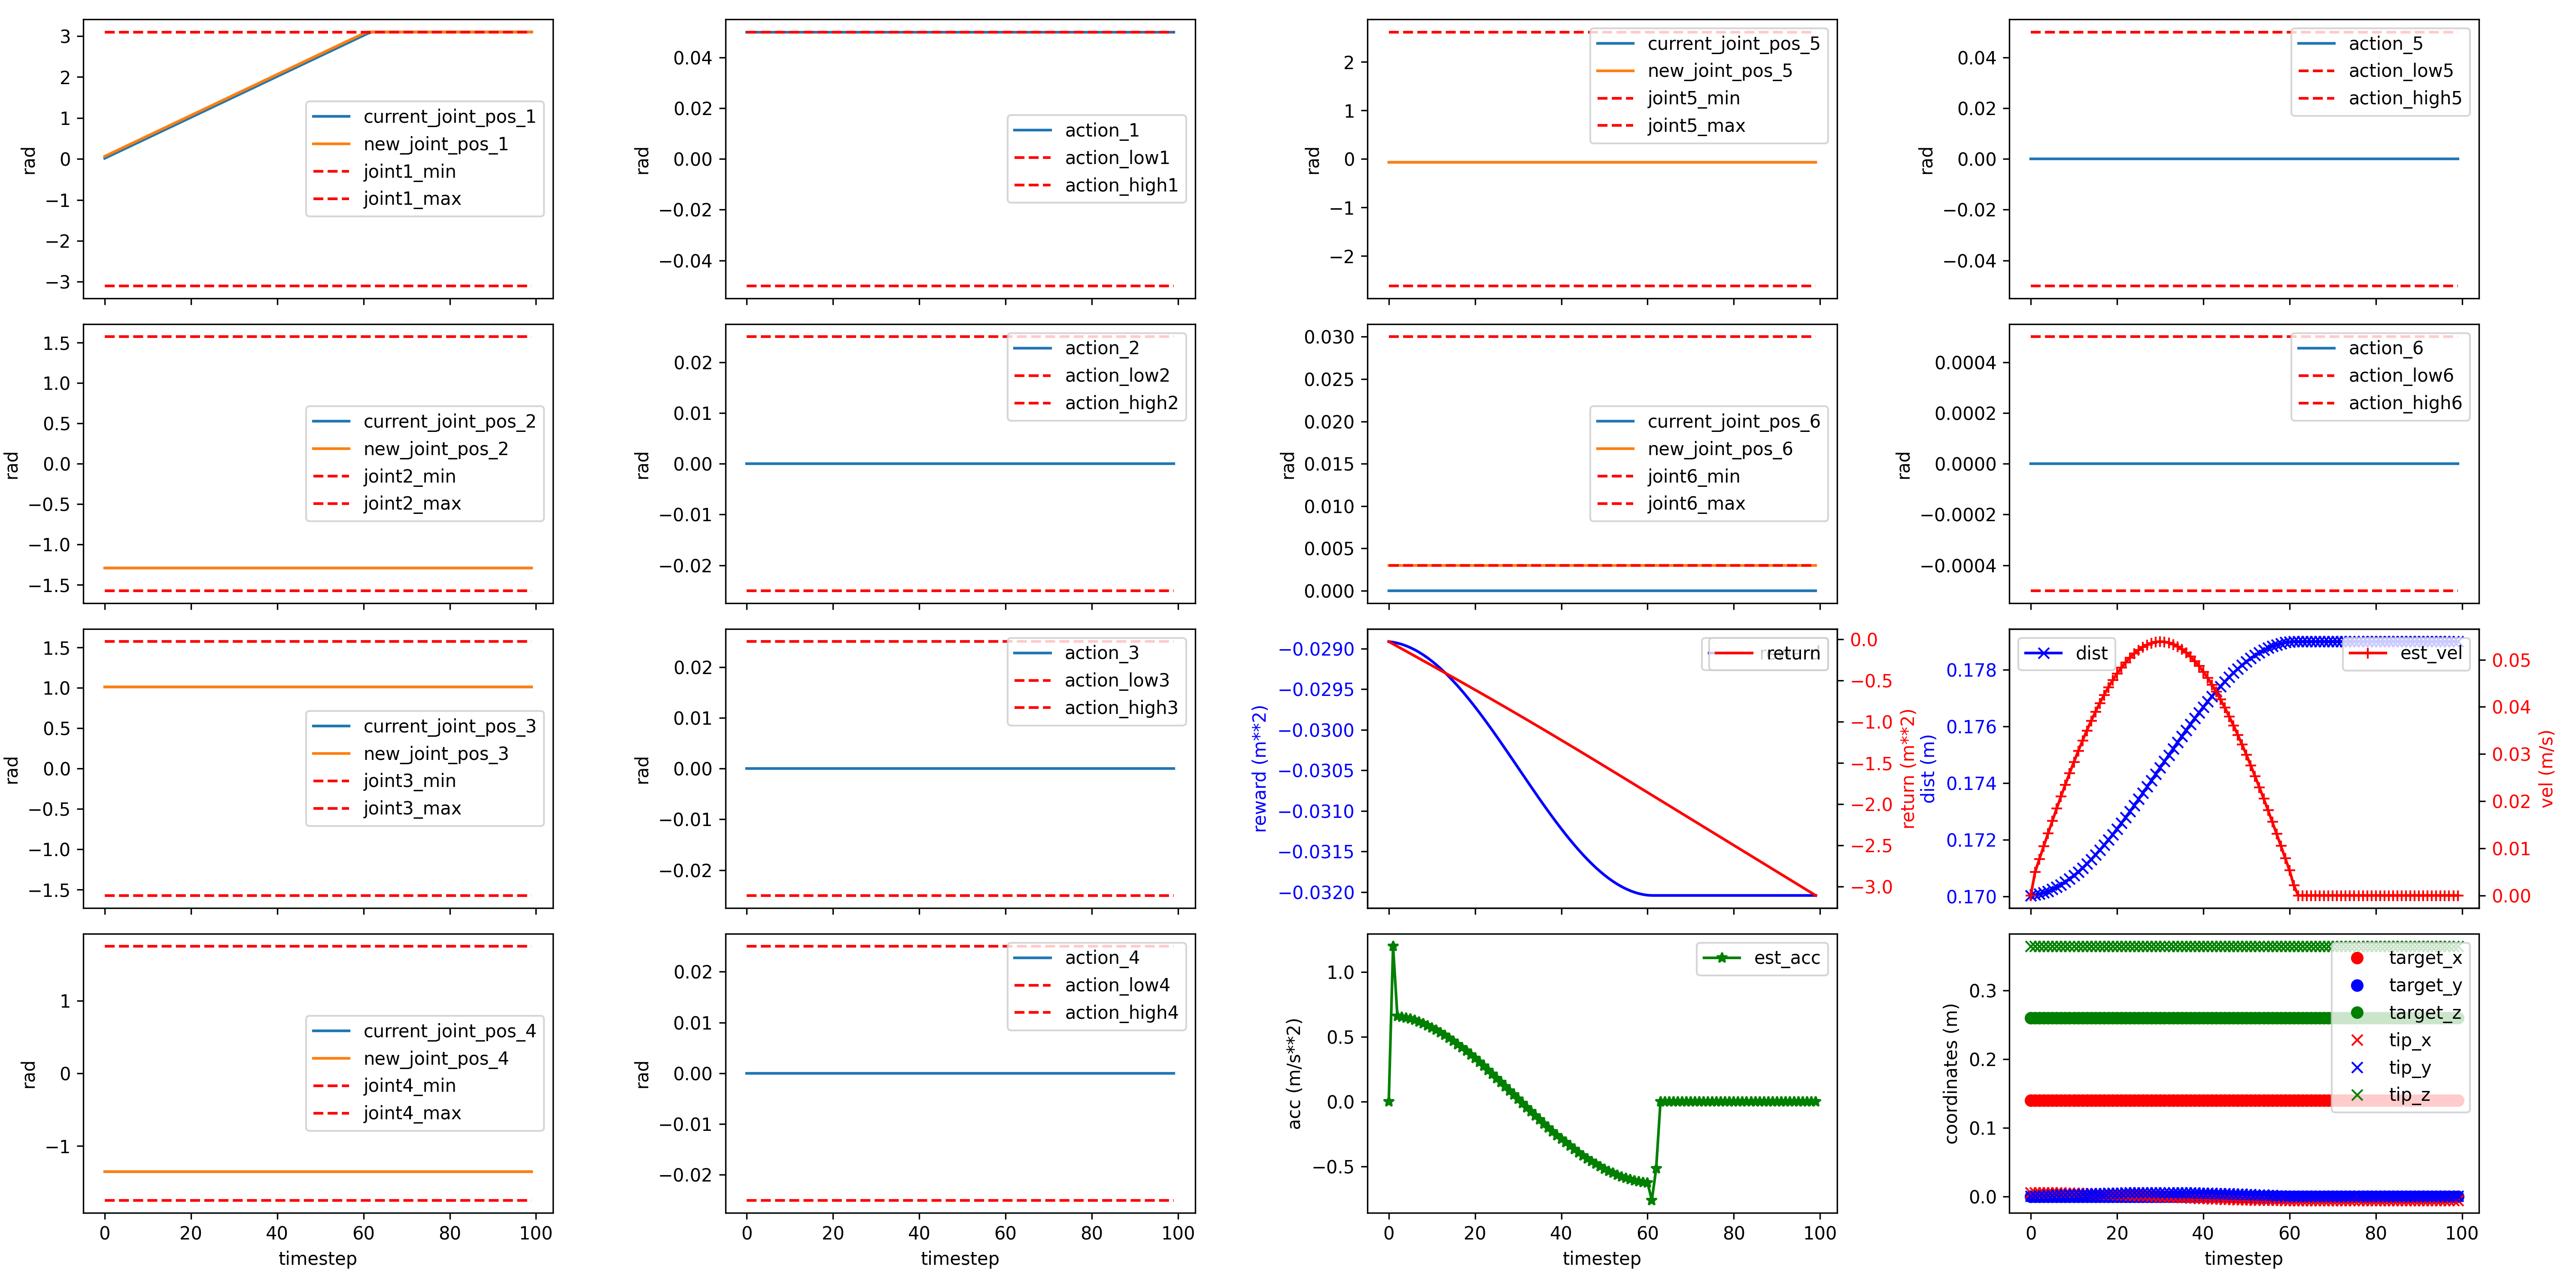 3
2
1
0
−1
−2
−3
rad
current_joint_pos_1
new_joint_pos_1
joint1_min
joint1_max
0.04
0.02
0.00
−0.02
−0.04
rad
action_1
action_low1
action_high1
2
1
0
−1
−2
rad
current_joint_pos_5
new_joint_pos_5
joint5_min
joint5_max
0.04
0.02
0.00
−0.02
−0.04
rad
action_5
action_low5
action_high5
1.5
1.0
0.5
0.0
−0.5
−1.0
−1.5
rad
current_joint_pos_2
new_joint_pos_2
joint2_min
joint2_max
0.02
0.01
0.00
−0.01
−0.02
rad
action_2
action_low2
action_high2
0.030
0.025
0.020
0.015
0.010
0.005
0.000
rad
current_joint_pos_6
new_joint_pos_6
joint6_min
joint6_max
0.0004
0.0002
0.0000
−0.0002
−0.0004
rad
action_6
action_low6
action_high6
1.5
1.0
0.5
0.0
−0.5
−1.0
−1.5
rad
current_joint_pos_3
new_joint_pos_3
joint3_min
joint3_max
0.02
0.01
0.00
−0.01
−0.02
rad
action_3
action_low3
action_high3
−0.0290
−0.0295
−0.0300
−0.0305
−0.0310
−0.0315
−0.0320
reward (m**2)
return
0.0
−0.5
−1.0
−1.5
−2.0
−2.5
−3.0
return (m**2)
dist (m)
0.178
0.176
0.174
0.172
0.170
dist
est_vel
0.05
0.04
0.03
0.02
0.01
0.00
vel (m/s)
1
0
−1
rad
current_joint_pos_4
new_joint_pos_4
joint4_min
joint4_max
0 20 40 60 80 100
timestep
0.02
0.01
0.00
−0.01
−0.02
rad
action_4
action_low4
action_high4
0 20 40 60 80 100
timestep
1.0
0.5
0.0
−0.5
acc (m/s**2)
est_acc
0 20 40 60 80 100
timestep
0.3
0.2
0.1
0.0
coordinates (m)
target_x
target_y
target_z
tip_x
tip_y
tip_z
0 20 40 60 80 100
timestep